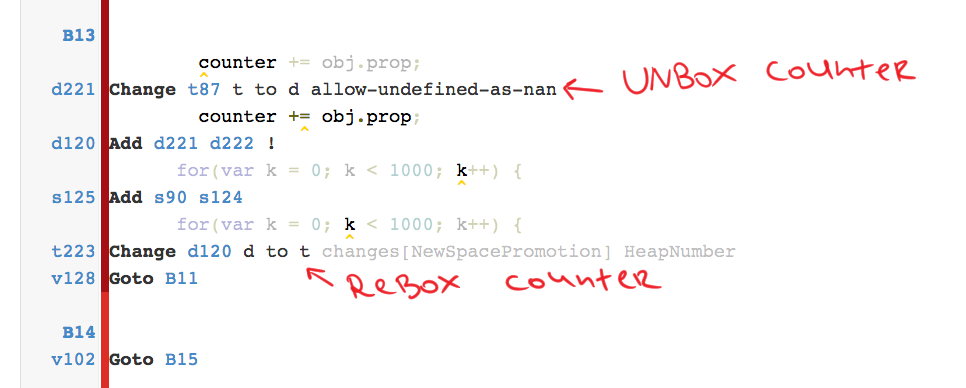 B13
counter += obj.prop;
d221 Change t87 t to d allow-undefined-as-nan ← UNBOX COUNTER
counter += obj.prop;
d120 Add d221 d222 !
for(var k = 0; k < 1000; k++) {
s125 Add s90 s124
for(var k = 0; k < 1000; k++) {
t223 Change d120 d to t changes[NewSpacePromotion] HeapNumber
REBOX COUNTER
v128 Goto B11
B14
v102 Goto B15